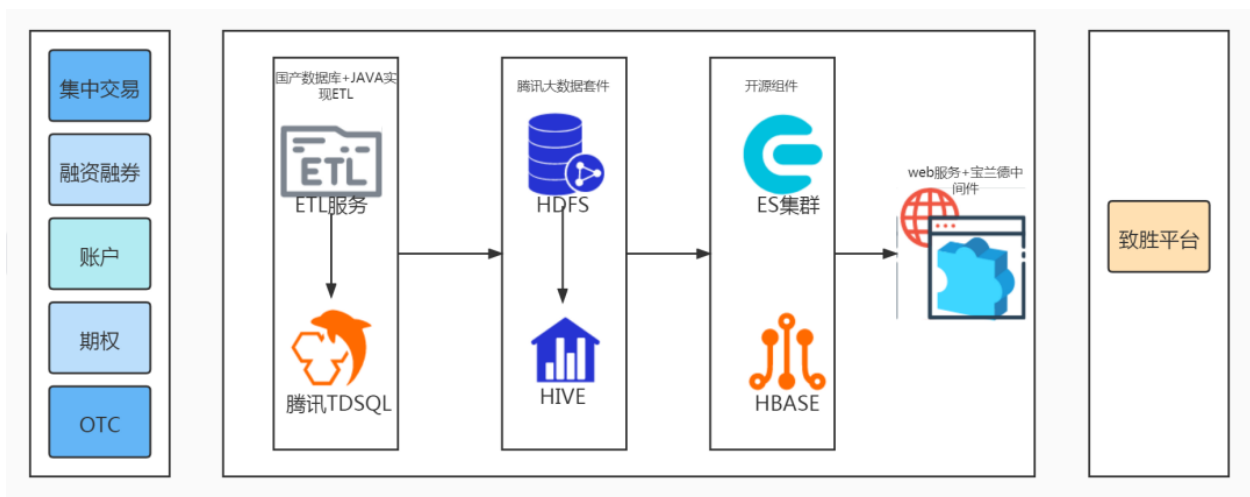 集中交易
融资融券
账户
期权
OTC
国产数据库+JAVA实
现ETL
ETL
ETL服务
腾讯TDSQL
腾讯大数据套件
HDFS
HIVE
开源组件
ES集群
HBASE
web服务+宝兰德中
间件
致胜平台